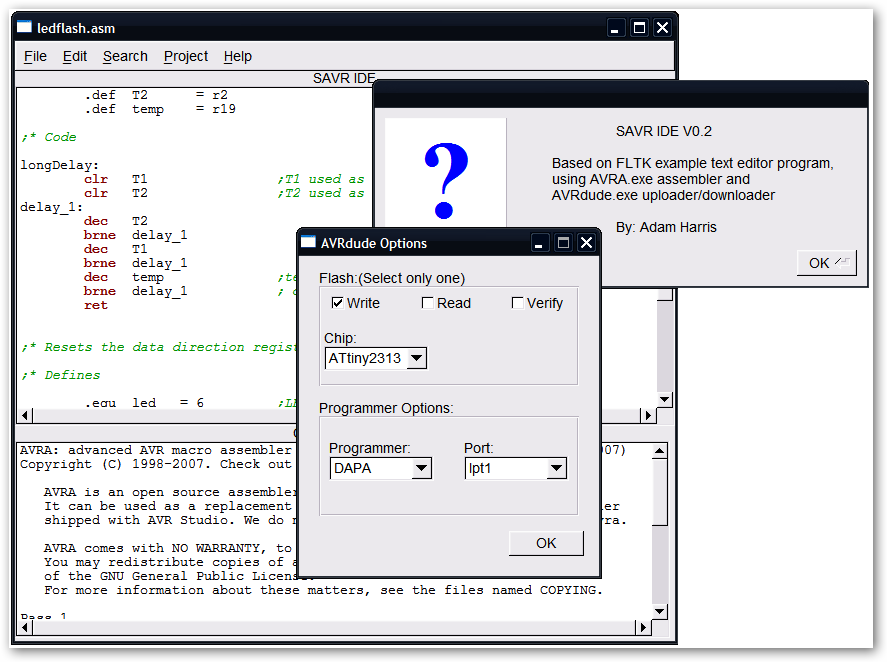 ledflash.asm
File Edit Search Project Help
SAVR IDE
.def T2 = r2
.def temp = r19
;* Code
longDelay:
clr T1 ;T1 used as
clr T2 ;T2 used as
delay_1:
dec T2
brne delay_1
dec T1
brne delay_1
dec temp ;te
brne delay_1 ;
ret
;* Resets the data direction regist
;* Defines
.equ led = 6 ;LE
SAVR IDE V0.2
Based on FLTK example text editor program,
using AVRA.exe assembler and
AVRdude.exe uploader/downloader
By: Adam Harris
OK
AVRdude Options
Flash:(Select only one)
Write Read Verify
Chip:
ATtiny2313
Programmer Options:
Programmer: Port:
DAPA lpt1
OK
AVRA: advanced AVR macro assembler 007)
Copyright (C) 1998-2007. Check out
AVRA is an open source assembler
It can be used as a replacement ler
shipped with AVR Studio. We do n vra.
AVRA comes with NO WARRANTY, to
You may redistribute copies of a
of the GNU General Public License.
For more information about these matters, see the files named COPYING.
Pass 1